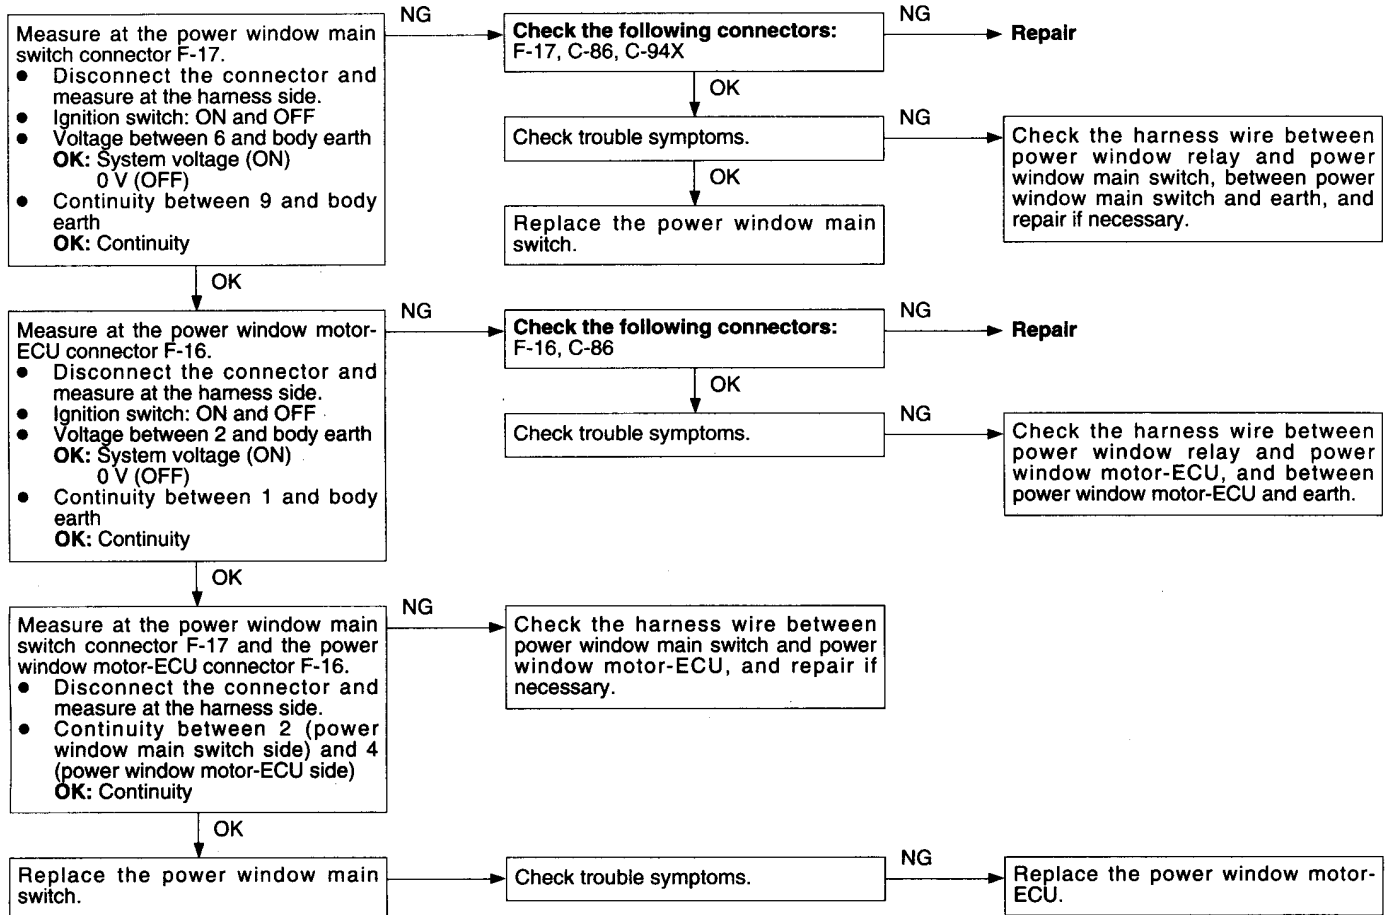 Measure at the power window main
switch connector F-17.
● Disconnect the connector and
measure at the harness side.
● Ignition switch: ON and OFF
● Voltage between 6 and body earth
OK: System voltage (ON)
0 V (OFF)
● Continuity between 9 and body
earth
OK: Continuity
NG
Check the following connectors:
F-17, C-86, C-94X
NG
Repair
OK
Check trouble symptoms.
NG
Check the harness wire between
power window relay and power
window main switch, between power
window main switch and earth, and
repair if necessary.
OK
Replace the power window main
switch.
OK
Measure at the power window motor-
ECU connector F-16.
● Disconnect the connector and
measure at the harness side.
● Ignition switch: ON and OFF
● Voltage between 2 and body earth
OK: System voltage (ON)
0 V (OFF)
● Continuity between 1 and body
earth
OK: Continuity
NG
Check the following connectors:
F-16, C-86
NG
Repair
OK
Check trouble symptoms.
NG
Check the harness wire between
power window relay and power
window motor-ECU, and between
power window motor-ECU and earth.
OK
Measure at the power window main
switch connector F-17 and the power
window motor-ECU connector F-16.
● Disconnect the connector and
measure at the harness side.
● Continuity between 2 (power
window main switch side) and 4
(power window motor-ECU side)
OK: Continuity
NG
Check the harness wire between
power window main switch and power
window motor-ECU, and repair if
necessary.
OK
Replace the power window main
switch.
Check trouble symptoms.
NG
Replace the power window motor-
ECU.